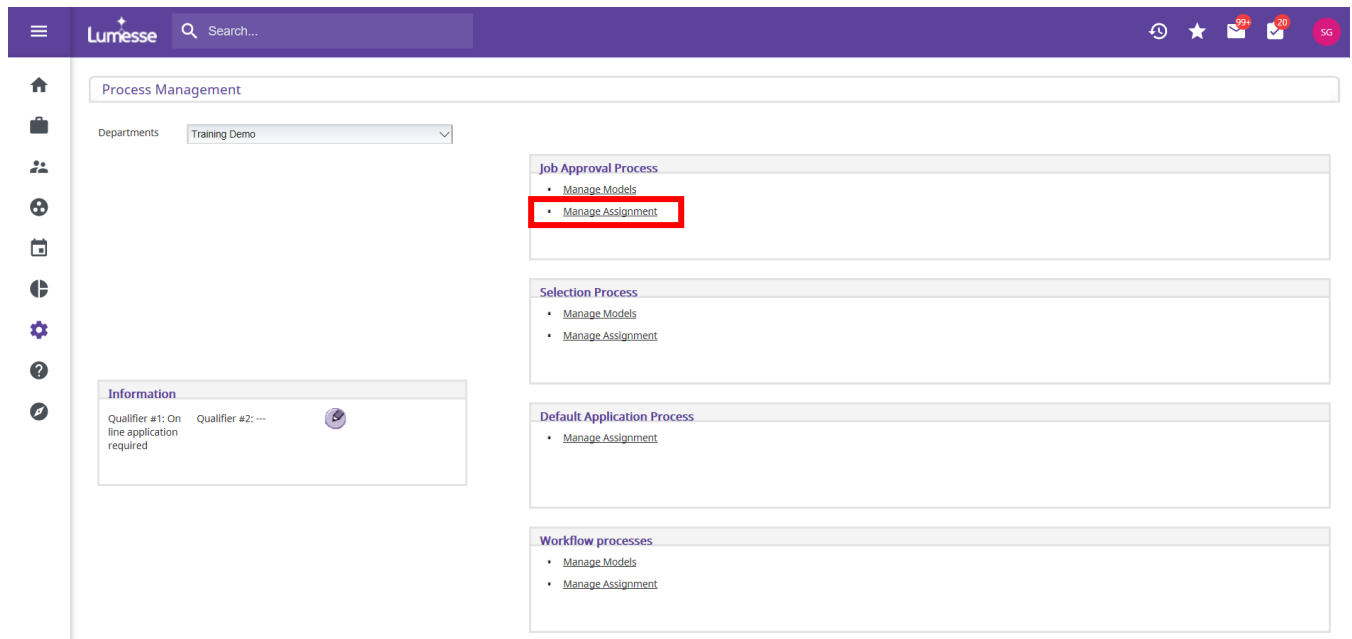 Lumesse
Search...
99+
20
SG
Process Management
Departments
Training Demo
Job Approval Process
Manage Models
Manage Assignment
Selection Process
Manage Models
Manage Assignment
Information
Qualifier #1: On line application required
Qualifier #2: ---
Default Application Process
Manage Assignment
Workflow processes
Manage Models
Manage Assignment